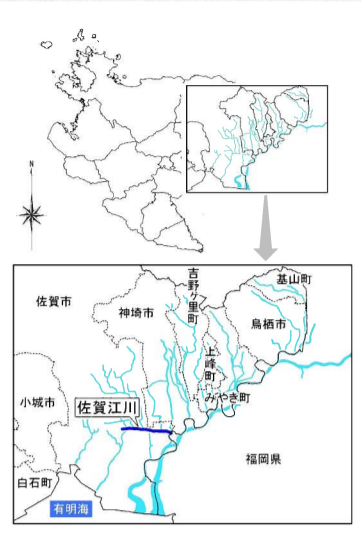 N
吉野ヶ里町
基山町
佐賀市
神埼市
鳥栖市
上峰町
みやき町
小城市
佐賀江川
福岡県
白石町
有明海